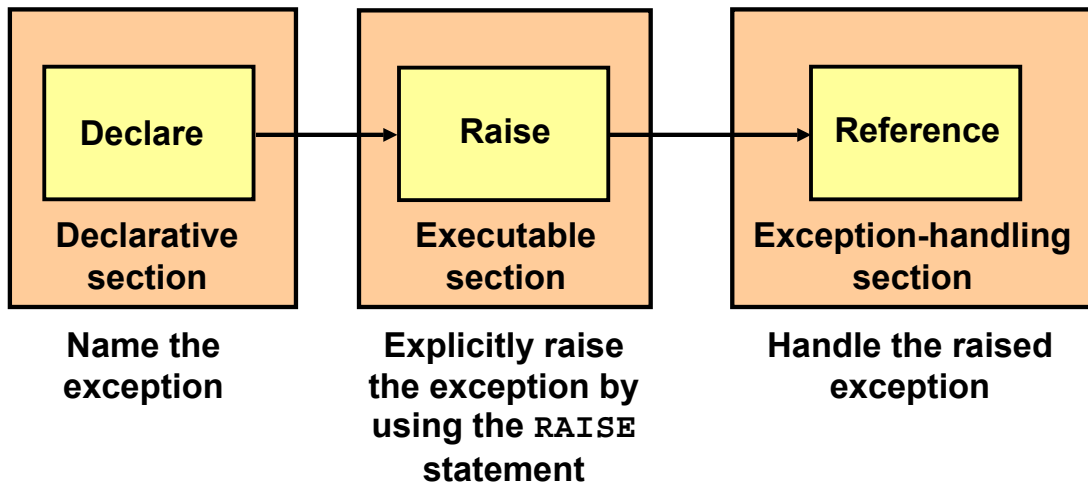 Declare
Declarative
section
Name the
exception
Raise
Executable
section
Explicitly raise
the exception by
using the RAISE
statement
Reference
Exception-handling
section
Handle the raised
exception